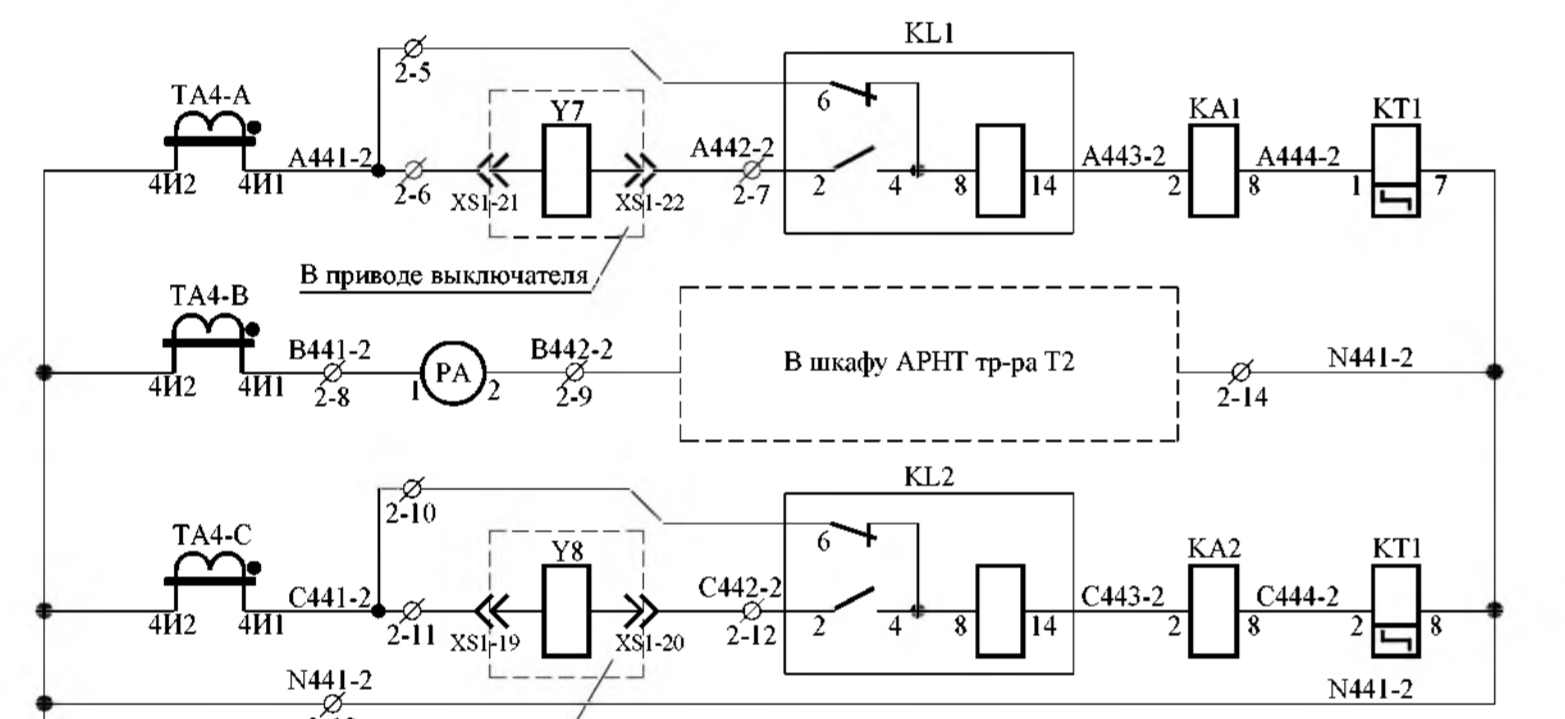 KL1
2-5
TA4-A
Y7
6
KA1
KT1
A441-2
A442-2
A443-2
A444-2
4И2
4И1
2-6
XS1-21
XS1-22
2-7
2
4
8
14
2
8
1
7
В приводе выключателя
TA4-B
B441-2
B442-2
N441-2
4И2
4И1
2-8
1
PA
2
2-9
В шкафу АРНТ тр-ра Т2
2-14
KL2
2-10
TA4-C
Y8
6
KA2
KT1
C441-2
C442-2
C443-2
C444-2
4И2
4И1
2-11
XS1-19
XS1-20
2-12
2
4
8
14
2
8
2
8
N441-2
N441-2